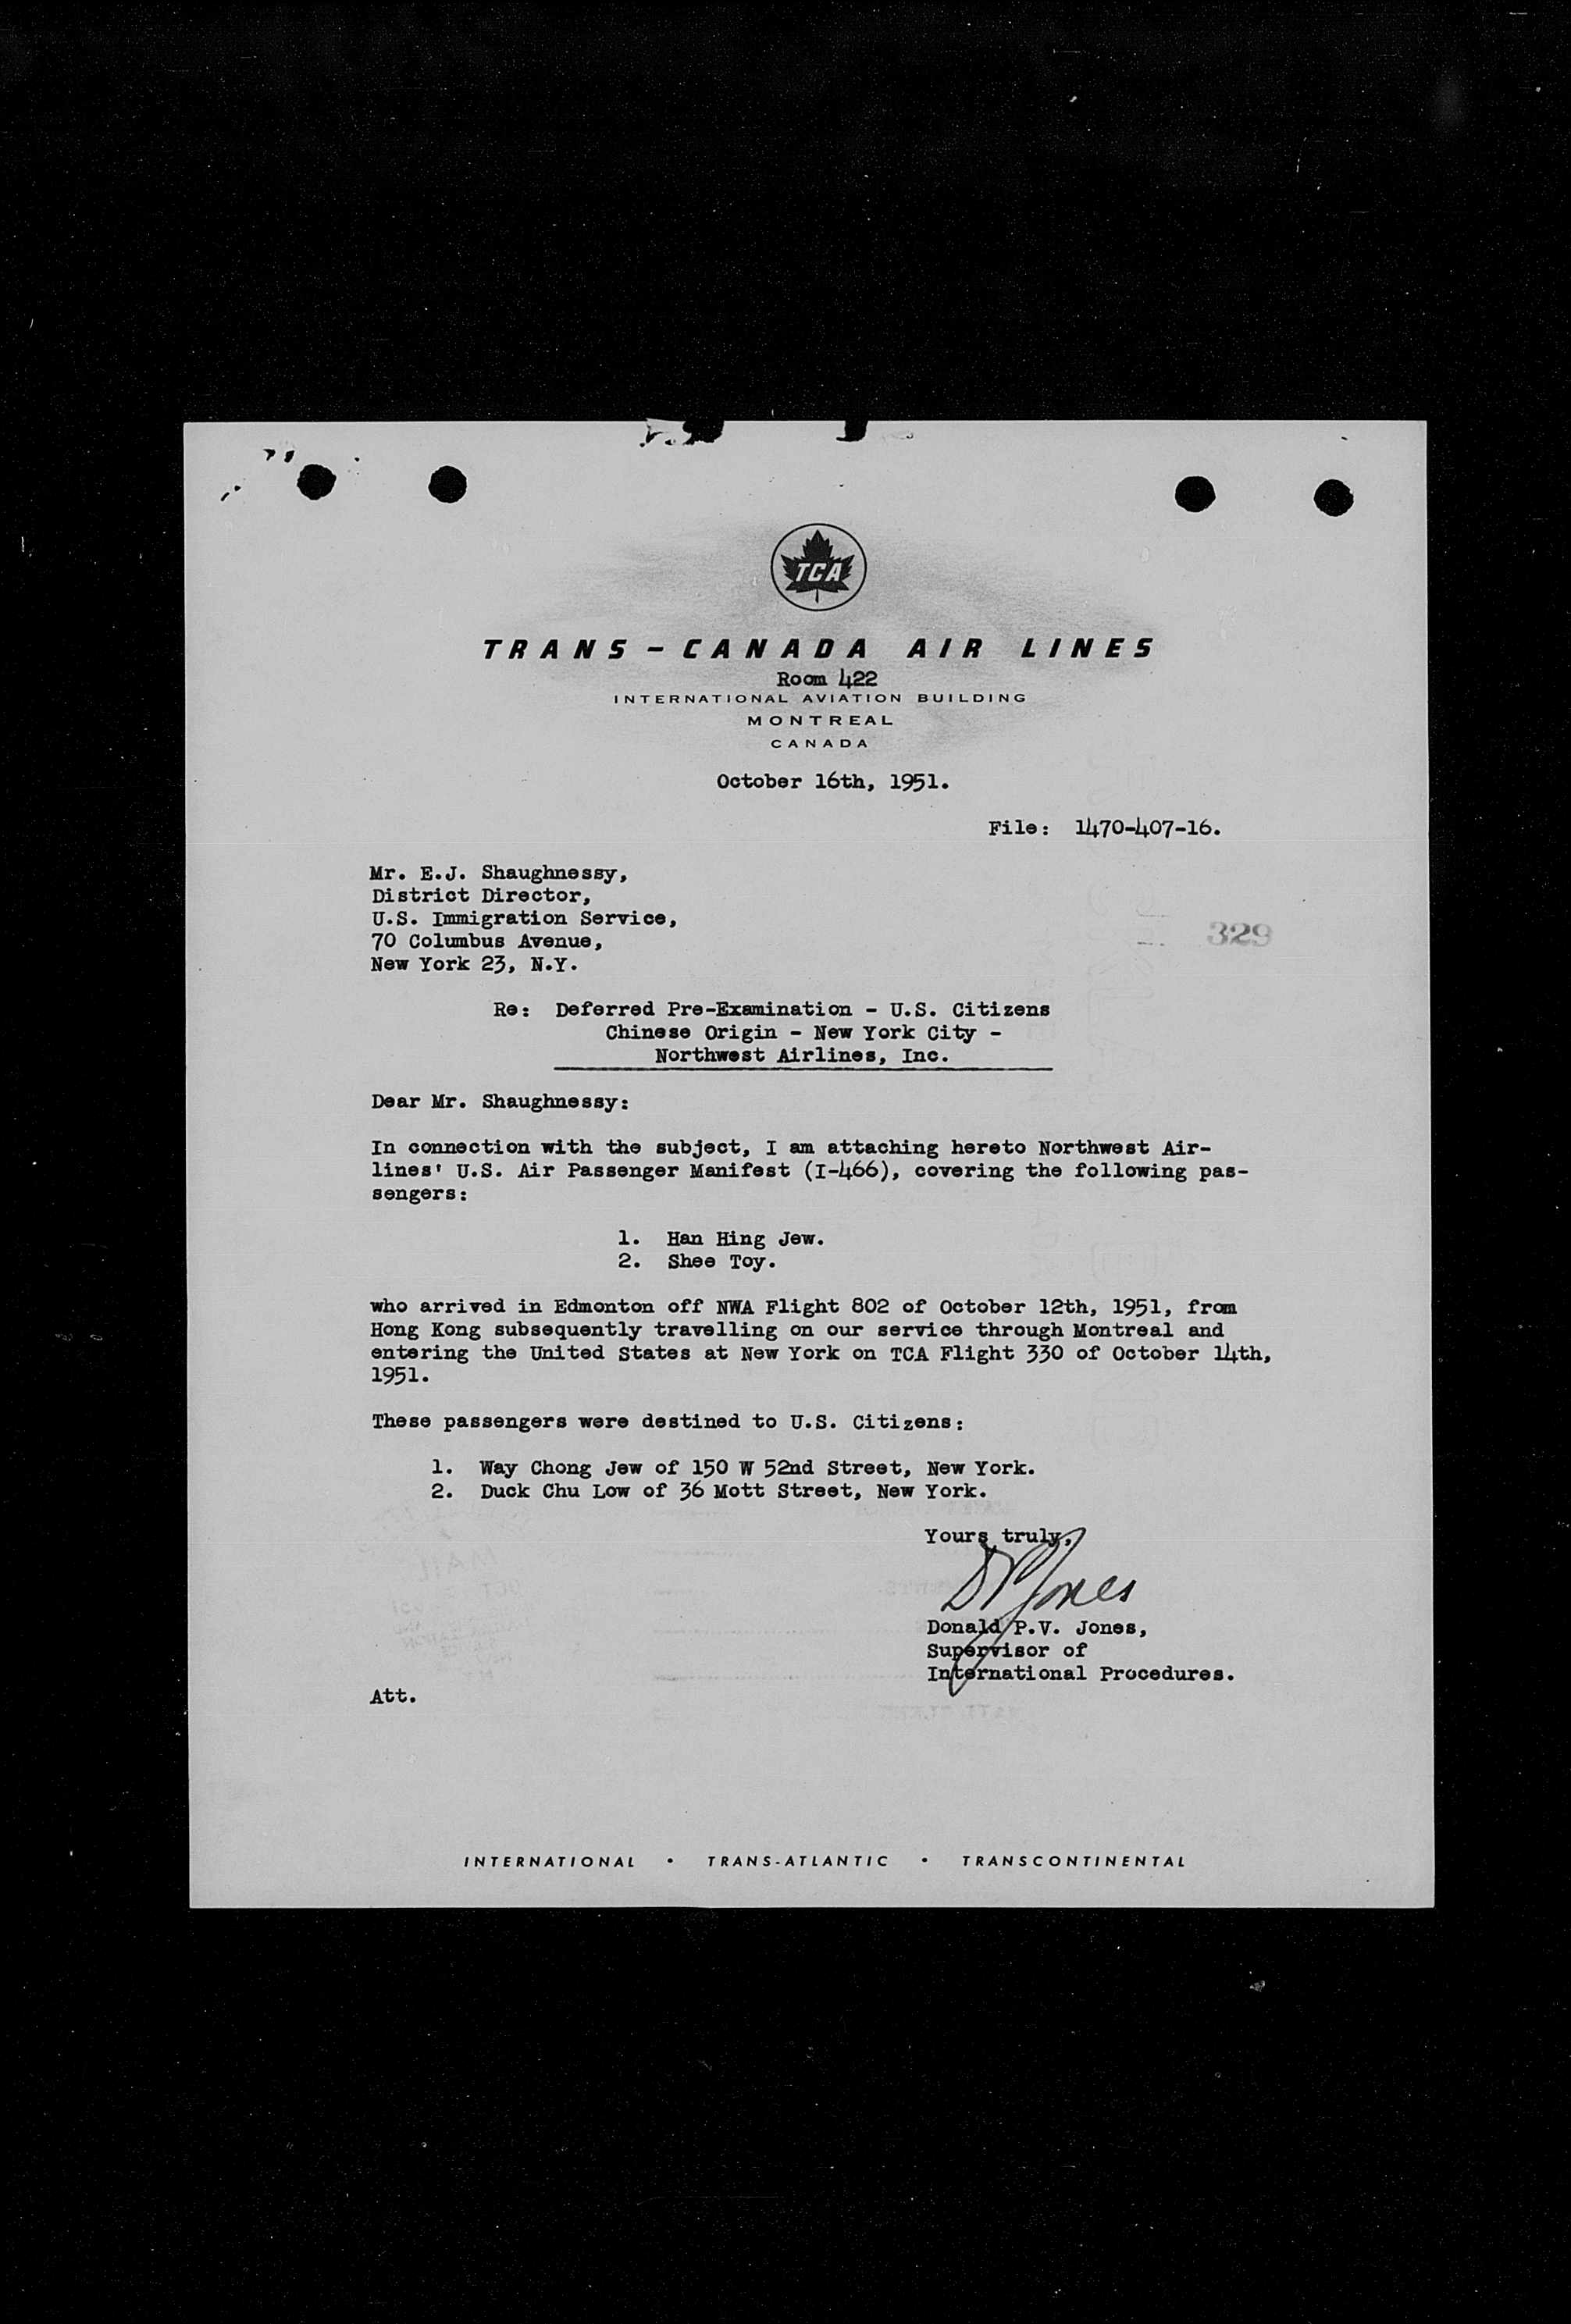 TCA
TRANS-CANADA AIR LINES
Room 422
INTERNATIONAL AVIATION BUILDING
MONTREAL
CANADA
October 16th, 1951.
File: 1470-407-16.
Mr. E.J. Shaughnessy,
District Director,
U.S. Immigration Service,
70 Columbus Avenue,
New York 23, N.Y.
329
Re: Deferred Pre-Examination - U.S. Citizens
Chinese Origin - New York City -
Northwest Airlines, Inc.
Dear Mr. Shaughnessy:
In connection with the subject, I am attaching hereto Northwest Air-
lines' U.S. Air Passenger Manifest (I-466), covering the following pas-
sengers:
1. Han Hing Jew.
2. Shee Toy.
who arrived in Edmonton off NWA Flight 802 of October 12th, 1951, from
Hong Kong subsequently travelling on our service through Montreal and
entering the United States at New York on TCA Flight 330 of October 14th,
1951.
These passengers were destined to U.S. Citizens:
1. Way Chong Jew of 150 W 52nd Street, New York.
2. Duck Chu Low of 36 Mott Street, New York.
Yours truly,
DPJones
Donald P.V. Jones,
Supervisor of
International Procedures.
Att.
INTERNATIONAL • TRANS-ATLANTIC • TRANSCONTINENTAL